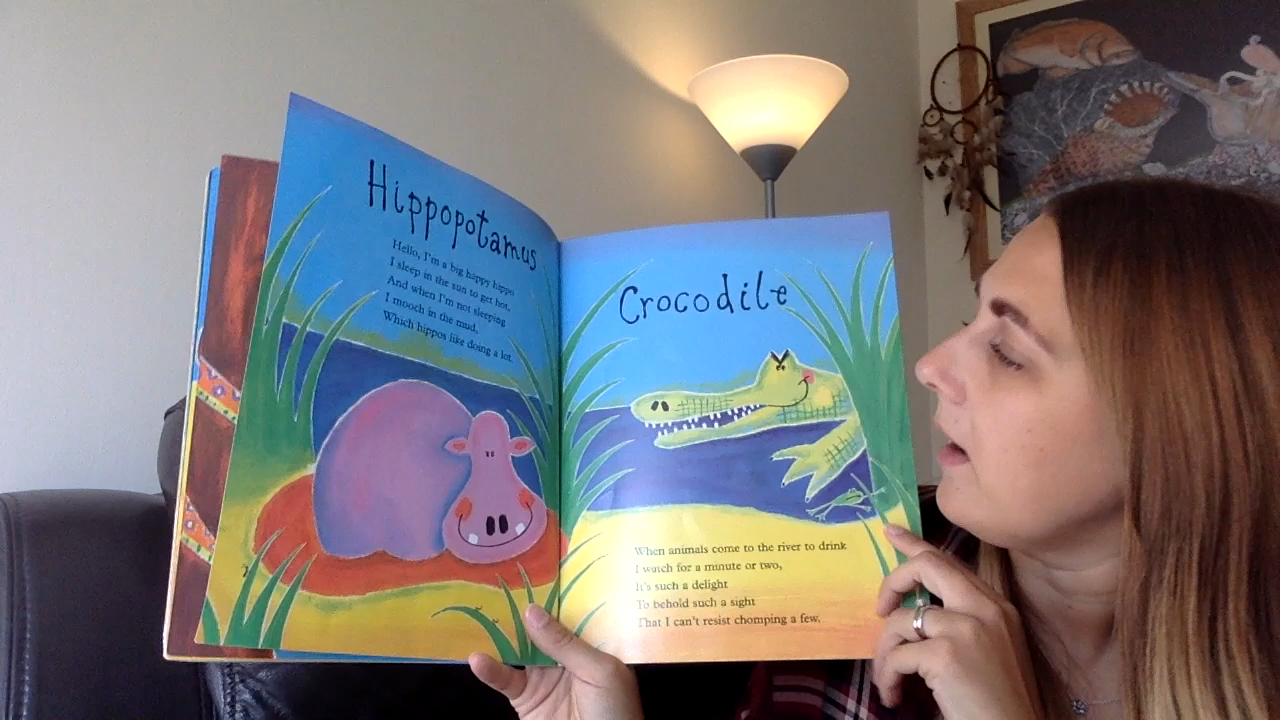 Hippopotamus
Hello, I'm a big happy hippo
I sleep in the sun to get hot,
And when I'm not sleeping
I mooch in the mud,
Which hippos like doing a lot.
Crocodile
When animals come to the river to drink
I watch for a minute or two,
It's such a delight
To behold such a sight
That I can't resist chomping a few.